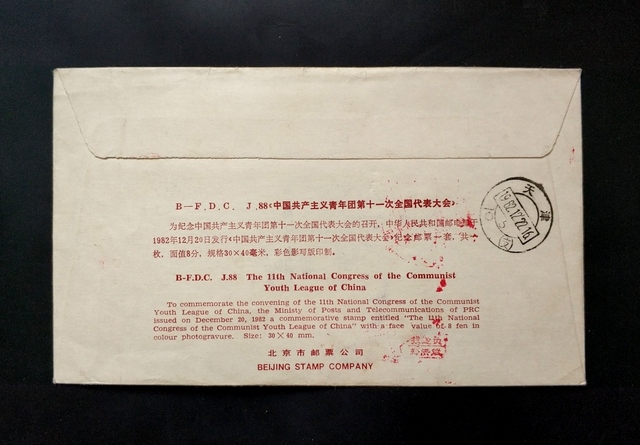 B—F.D.C. J.88《中国共产主义青年团第十一次全国代表大会》
为纪念中国共产主义青年团第十一次全国代表大会的召开，中华人民共和国邮电部于
1982年12月20日发行《中国共产主义青年团第十一次全国代表大会》纪念邮票一套，共一
枚，面值8分，规格30×40毫米，彩色影写版印制。
B-F.D.C. J.88 The 11th National Congress of the Communist
Youth League of China
To commemorate the convening of the 11th National Congress of the Communist
Youth League of China, the Ministy of Posts and Telecommunications of PRC
issued on December 20, 1982 a commemorative stamp entitled "The 11th National
Congress of the Communist Youth League of China" with a face value of 8 fen in
colour photogravure. Size: 30×40 mm.
北京市邮票公司
BEIJING STAMP COMPANY
天津
1982.12.22.16